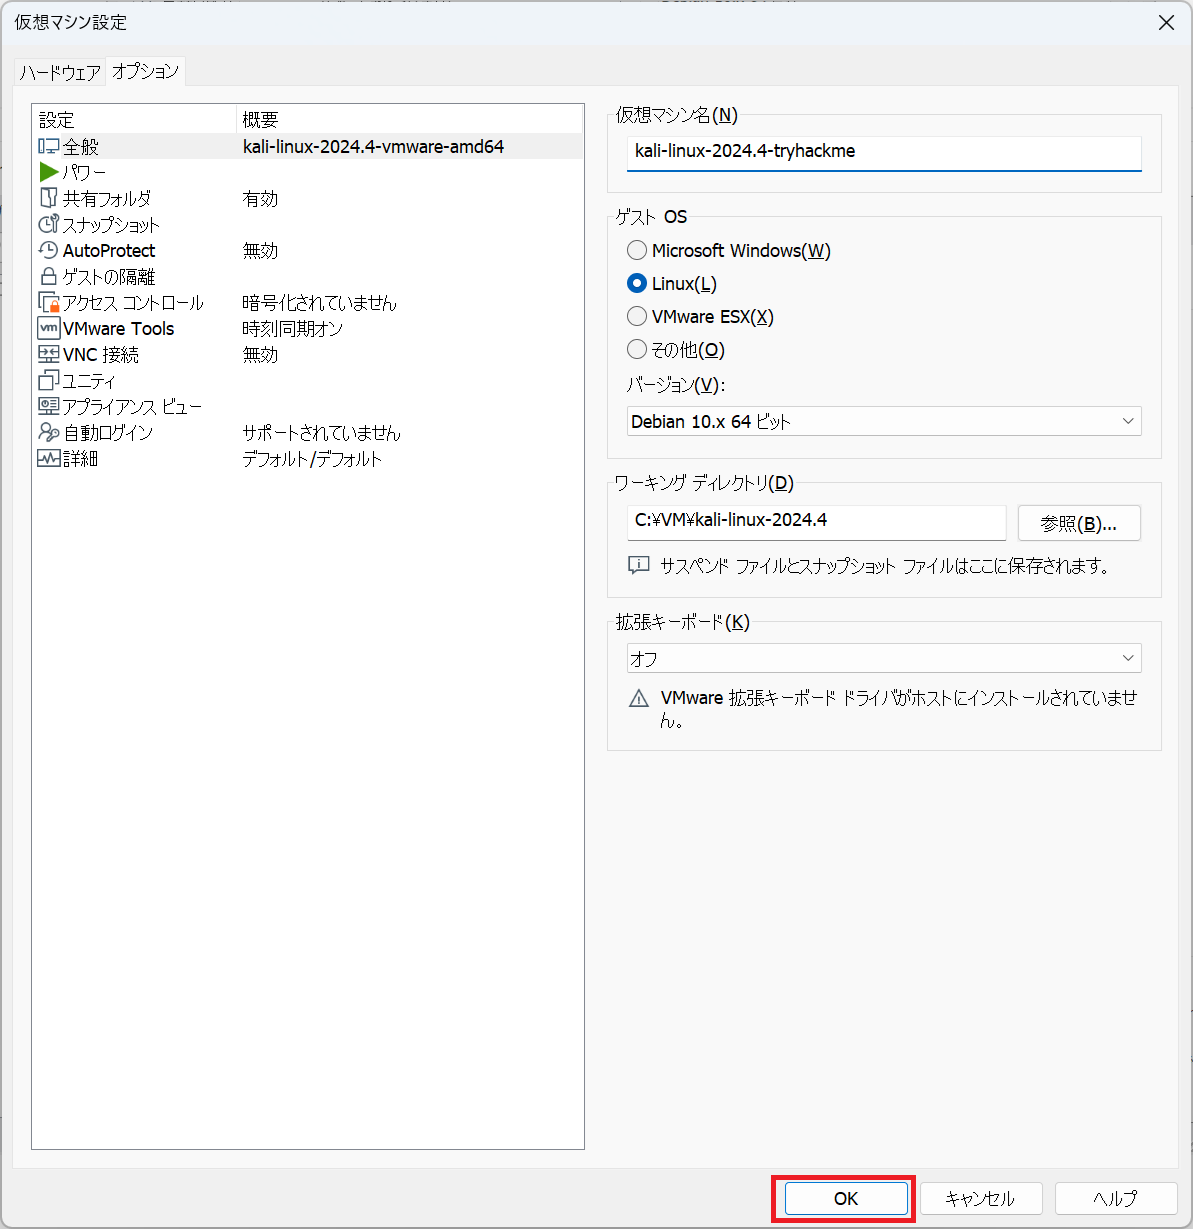 仮想マシン設定
ハードウェア オプション
設定 概要
全般 kali-linux-2024.4-vmware-amd64
パワー
共有フォルダ 有効
スナップショット
AutoProtect 無効
ゲストの隔離
アクセス コントロール 暗号化されていません
vm VMware Tools 時刻同期オン
VNC 接続 無効
ユニティ
アプライアンス ビュー
自動ログイン サポートされていません
詳細 デフォルト/デフォルト
仮想マシン名(N)
kali-linux-2024.4-tryhackme
ゲスト OS
Microsoft Windows(W)
Linux(L)
VMware ESX(X)
その他(O)
バージョン(V):
Debian 10.x 64 ビット
ワーキング ディレクトリ(D)
C:¥VM¥kali-linux-2024.4
参照(B)...
サスペンド ファイルとスナップショット ファイルはここに保存されます。
拡張キーボード(K)
オフ
VMware 拡張キーボード ドライバがホストにインストールされていませ
ん。
OK キャンセル ヘルプ